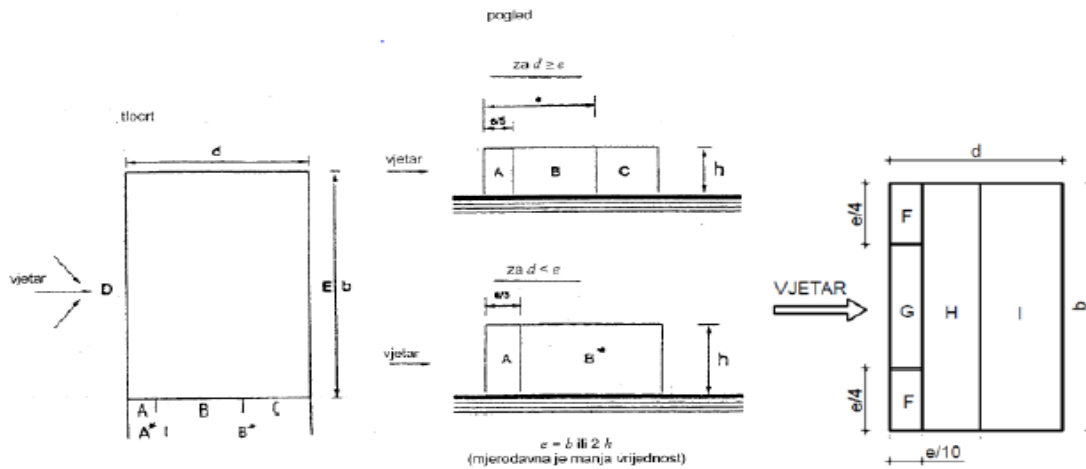 pogled
za d ≥ e
tlocrt
d
e
e/5
vjetar
A B C
h
vjetar
D
E
b
za d < e
e/5
vjetar
A
B*
h
A B C
A* B*
e = b ili 2 h
(mjerodavna je manja vrijednost)
d
e/4
F
VJETAR
G H I
b
e/4
F
e/10